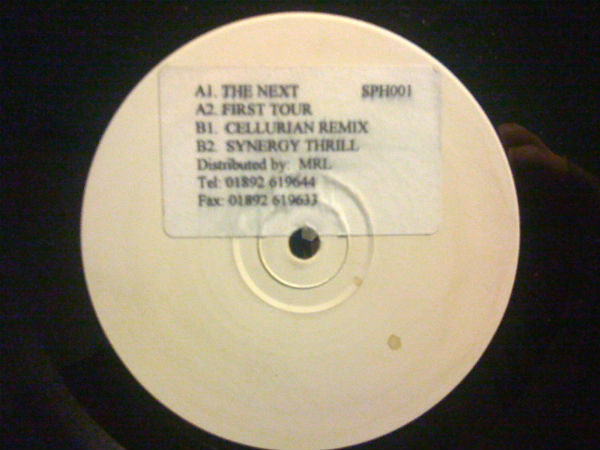 A1. THE NEXT SPH001
A2. FIRST TOUR
B1. CELLURIAN REMIX
B2. SYNERGY THRILL
Distributed by: MRL
Tel: 01892 619644
Fax: 01892 619633